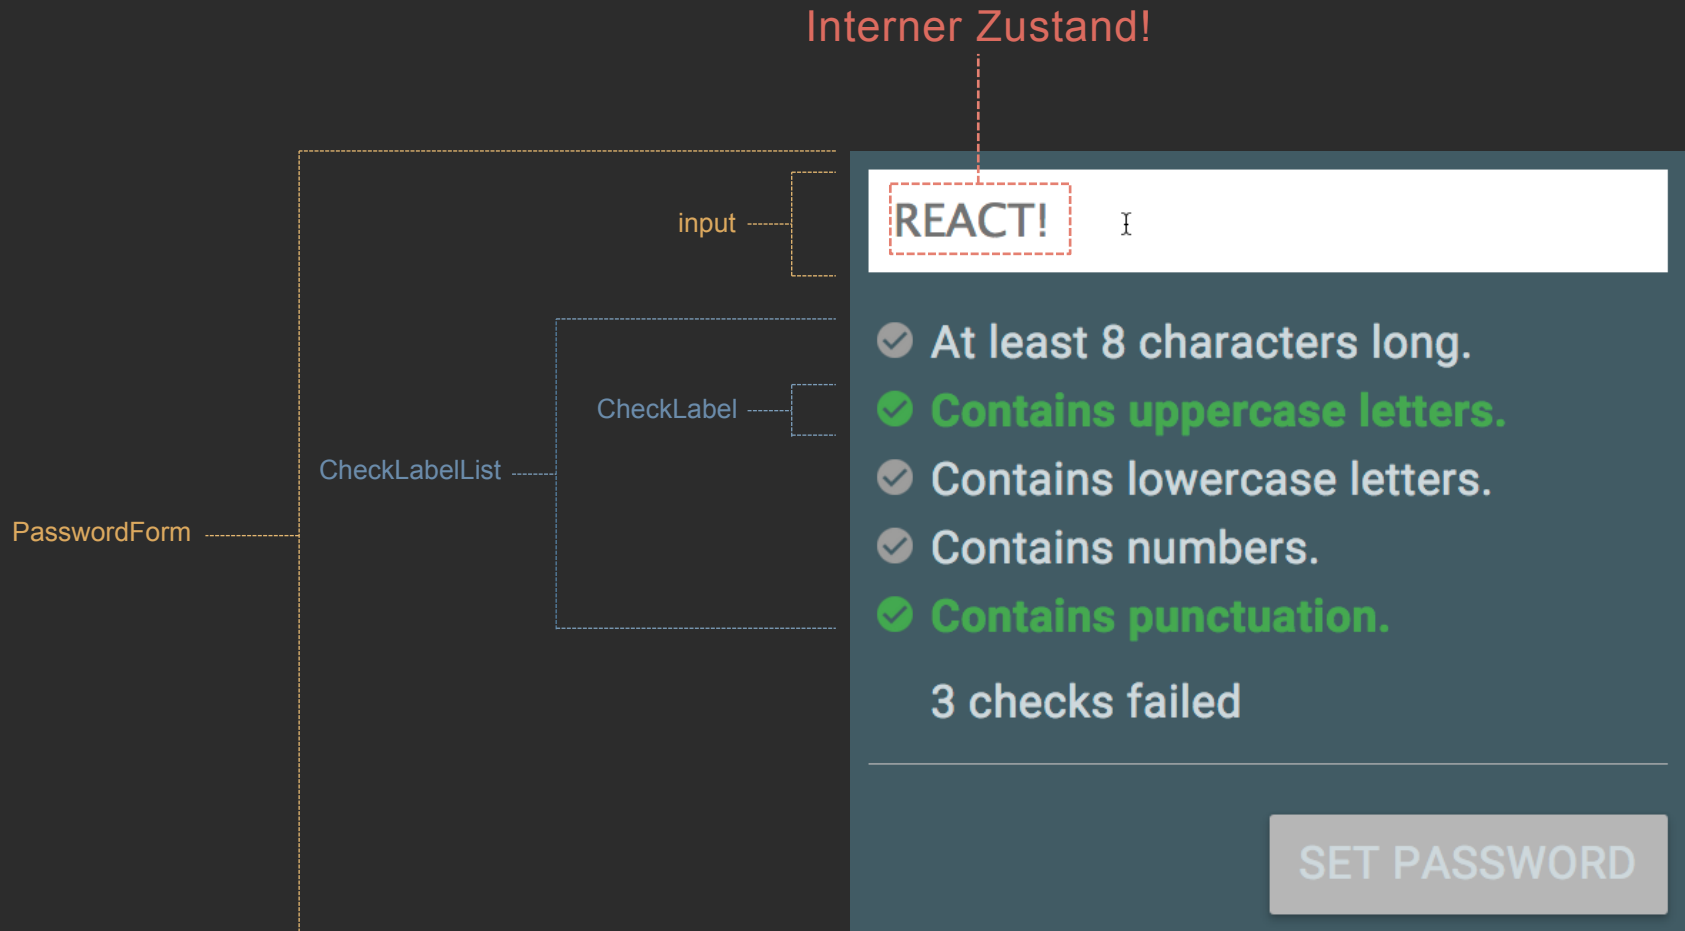 Interner Zustand!
input
REACT!
At least 8 characters long.
CheckLabel
Contains uppercase letters.
CheckLabelList
Contains lowercase letters.
PasswordForm
Contains numbers.
Contains punctuation.
3 checks failed
SET PASSWORD